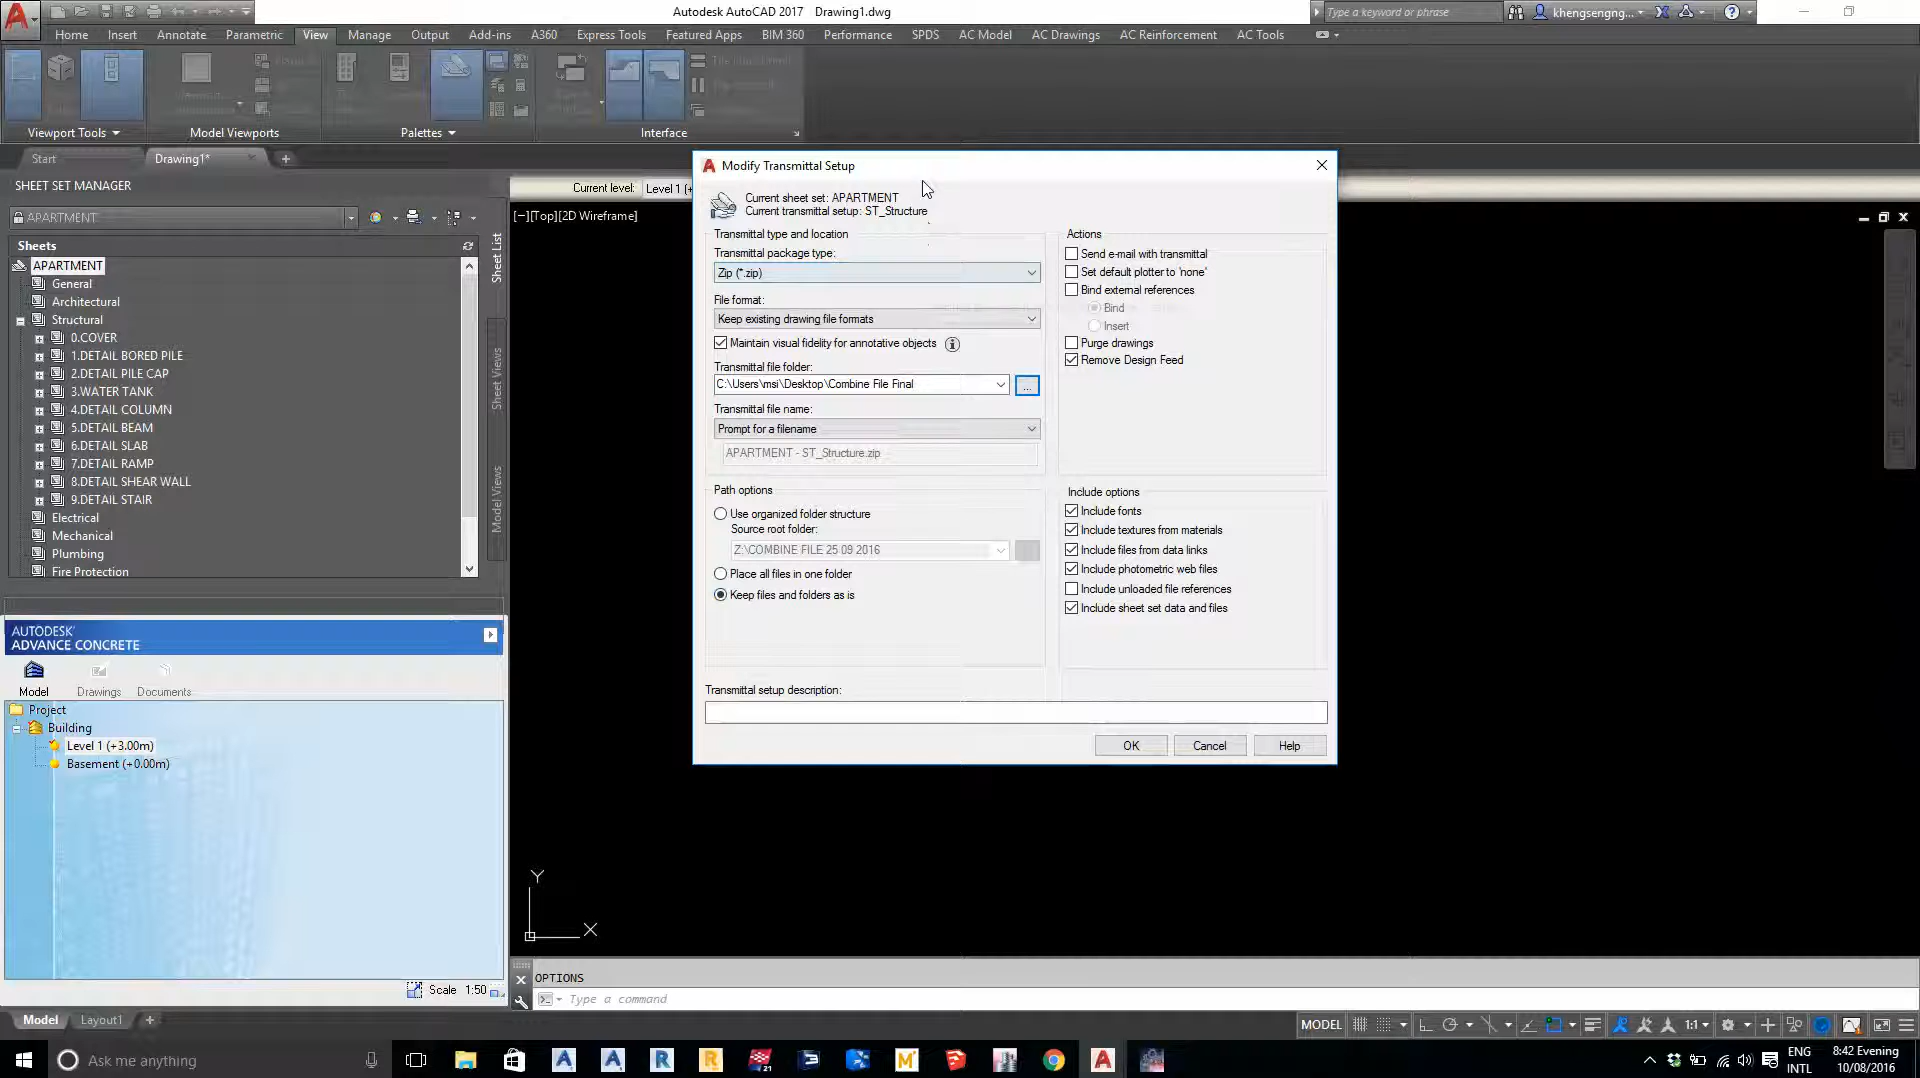 Autodesk AutoCAD 2017 Drawing1.dwg
Type a keyword or phrase
khengsengng...
Home Insert Annotate Parametric View Manage Output Add-ins A360 Express Tools Featured Apps BIM 360 Performance SPDS AC Model AC Drawings AC Reinforcement AC Tools
Viewport Tools Model Viewports Palettes Interface
Start Drawing1*
SHEET SET MANAGER
APARTMENT
Sheets
APARTMENT
General
Architectural
Structural
0.COVER
1.DETAIL BORED PILE
2.DETAIL PILE CAP
3.WATER TANK
4.DETAIL COLUMN
5.DETAIL BEAM
6.DETAIL SLAB
7.DETAIL RAMP
8.DETAIL SHEAR WALL
9.DETAIL STAIR
Electrical
Mechanical
Plumbing
Fire Protection
Sheet List
Sheet Views
Model Views
AUTODESK'
ADVANCE CONCRETE
Model Drawings Documents
Project
Building
Level 1 (+3.00m)
Basement (+0.00m)
Scale 1:50
Model Layout1
Current level: Level 1 (+
[−][Top][2D Wireframe]
Modify Transmittal Setup
Current sheet set: APARTMENT
Current transmittal setup: ST_Structure
Transmittal type and location
Transmittal package type:
Zip (*.zip)
File format:
Keep existing drawing file formats
Maintain visual fidelity for annotative objects
Transmittal file folder:
C:\Users\msi\Desktop\Combine File Final
...
Transmittal file name:
Prompt for a filename
APARTMENT - ST_Structure.zip
Path options
Use organized folder structure
Source root folder:
Z:\COMBINE FILE 25 09 2016
Place all files in one folder
Keep files and folders as is
Actions
Send e-mail with transmittal
Set default plotter to 'none'
Bind external references
Bind
Insert
Purge drawings
Remove Design Feed
Include options
Include fonts
Include textures from materials
Include files from data links
Include photometric web files
Include unloaded file references
Include sheet set data and files
Transmittal setup description:
OK Cancel Help
Y
X
OPTIONS
Type a command
MODEL 1:1
Ask me anything
ENG
INTL
8:42 Evening
10/08/2016